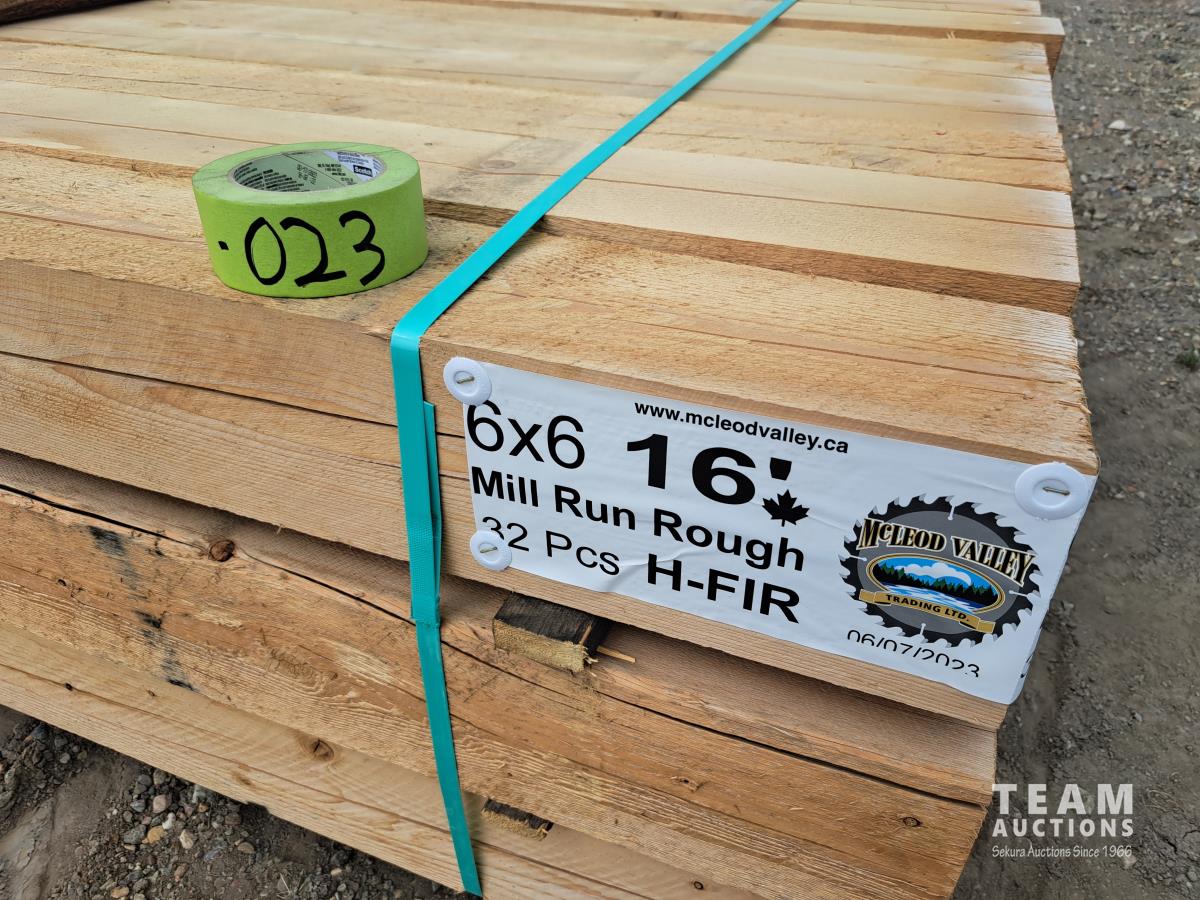 Scotch
·023
www.mcleodvalley.ca
6x6 16'
Mill Run Rough
32 Pcs H-FIR
MCLEOD VALLEY
TRADING LTD.
06/07/2023
TEAM
AUCTIONS
Sekura Auctions Since 1966